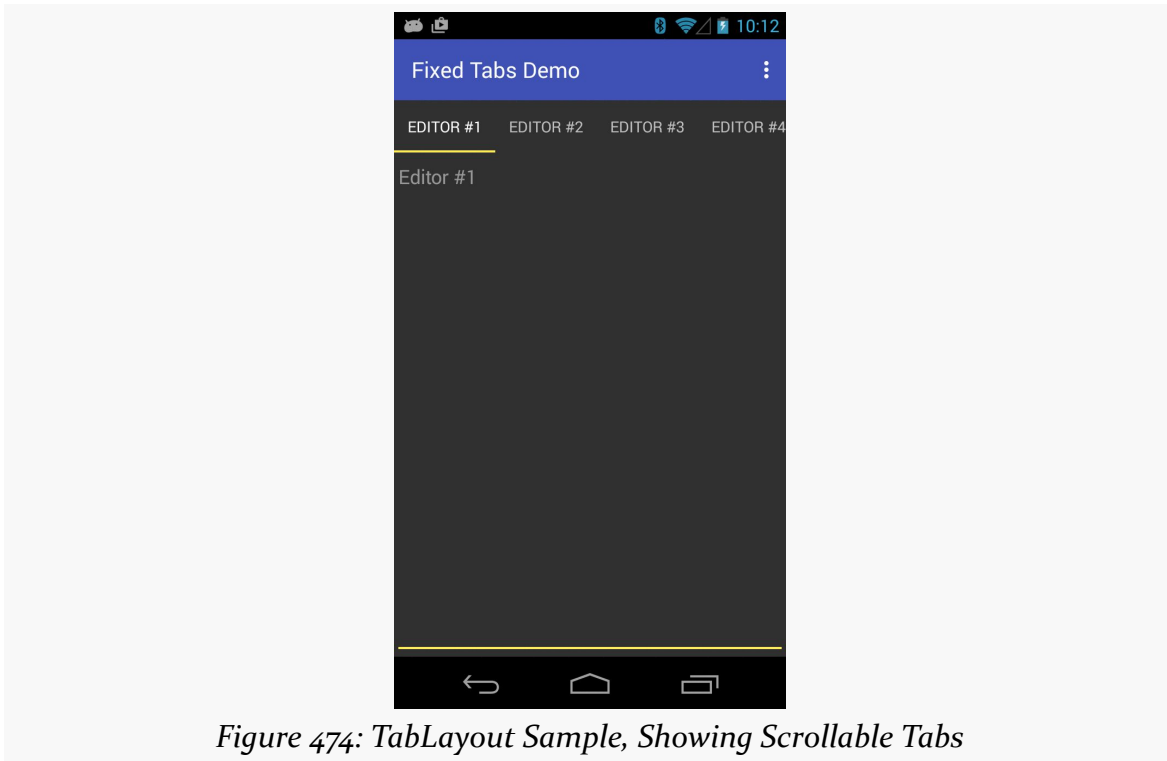 10:12
Fixed Tabs Demo
EDITOR #1 EDITOR #2 EDITOR #3 EDITOR #4
Editor #1
Figure 474: TabLayout Sample, Showing Scrollable Tabs